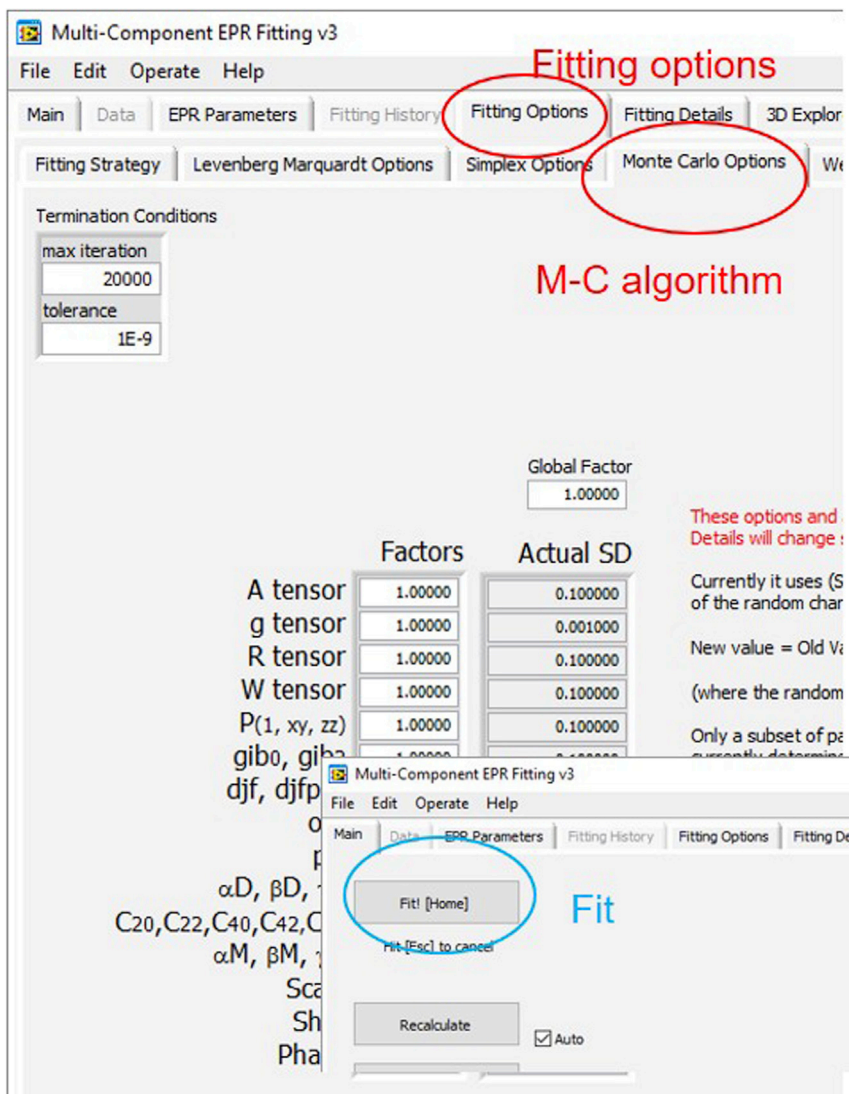 Multi-Component EPR Fitting v3
File Edit Operate Help
Fitting options
Main Data EPR Parameters Fitting History Fitting Options Fitting Details 3D Explor
Fitting Strategy Levenberg Marquardt Options Simplex Options Monte Carlo Options We
Termination Conditions
max iteration
20000
tolerance
1E-9
M-C algorithm
Global Factor
1.00000
These options and
Details will change s
Factors Actual SD
Currently it uses (S
of the random char
A tensor 1.00000 0.100000
g tensor 1.00000 0.001000
R tensor 1.00000 0.100000
New value = Old Va
W tensor 1.00000 0.100000
(where the random
P(1, xy, zz) 1.00000 0.100000
Only a subset of pa
gib0, giba
djf, djfp
αD, βD,
C20,C22,C40,C42,C
αM, βM,
Sca
Sh
Pha
Multi-Component EPR Fitting v3
File Edit Operate Help
Main Data EPR Parameters Fitting History Fitting Options Fitting De
Fit! [Home]
Fit
Hit [Esc] to cancel
Recalculate
Auto